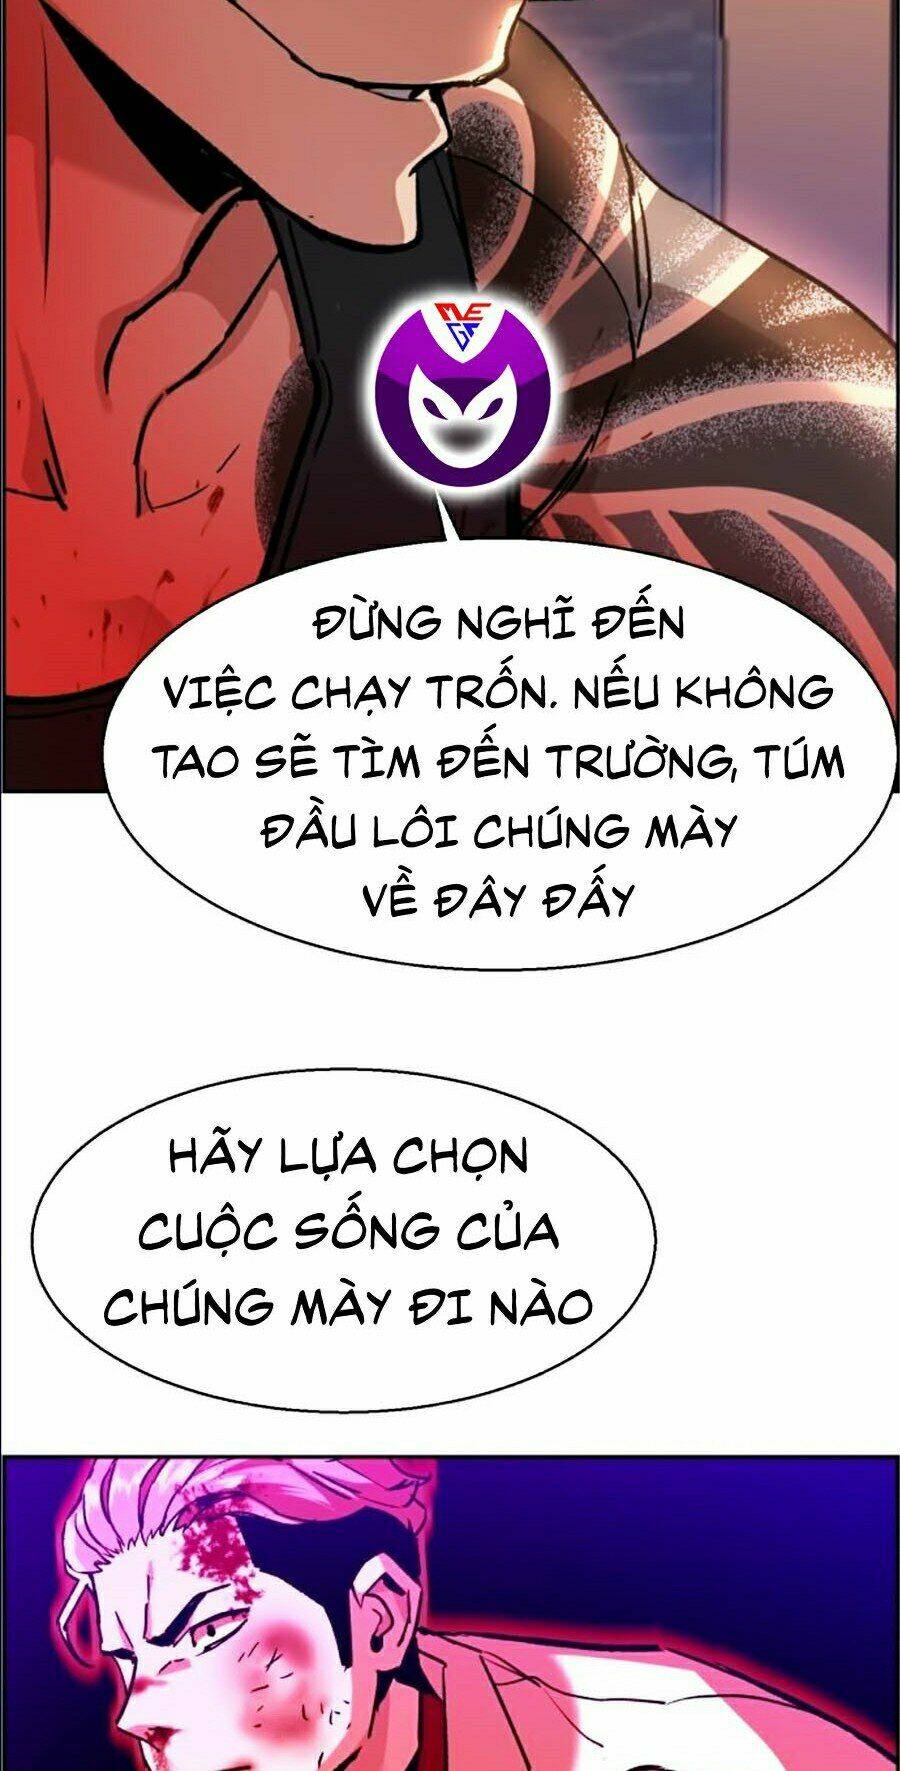 MEGF
ĐỪNG NGHĨ ĐẾN
VIỆC CHẠY TRỐN. NẾU KHÔNG
TAO SẼ TÌM ĐẾN TRƯỜNG, TÚM
ĐẦU LÔI CHÚNG MÀY
VỀ ĐÂY ĐẤY
HÃY LỰA CHỌN
CUỘC SỐNG CỦA
CHÚNG MÀY ĐI NÀO